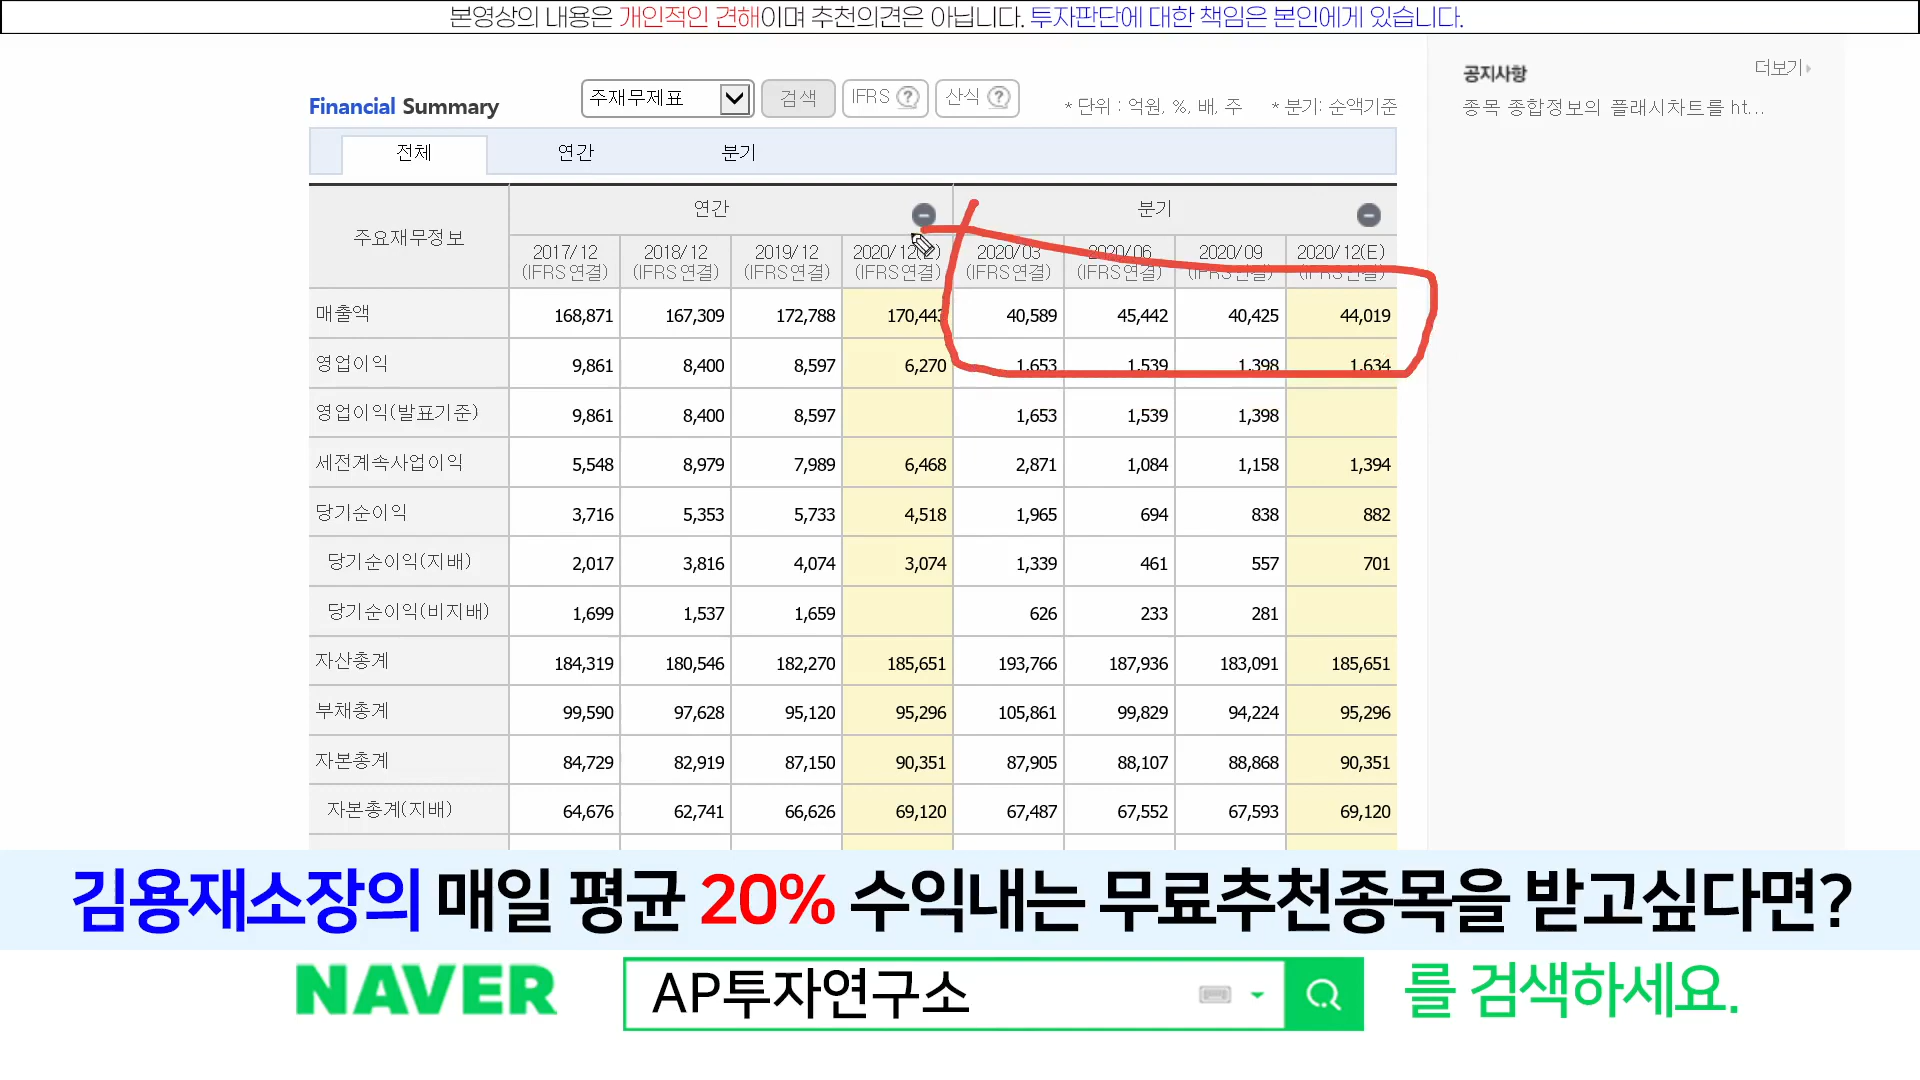 본영상의 내용은 개인적인 견해이며 추천의견은 아닙니다. 투자판단에 대한 책임은 본인에게 있습니다.
Financial Summary 주재무제표 검색 IFRS ? 산식 ? * 단위 : 억원, %, 배, 주 * 분기: 순액기준
공지사항 더보기
종목 종합정보의 플래시차트를 ht...
전체 연간 분기
주요재무정보 연간 분기
2017/12 2018/12 2019/12 2020/12(E) 2020/03 2020/06 2020/09 2020/12(E)
(IFRS연결) (IFRS연결) (IFRS연결) (IFRS연결) (IFRS연결) (IFRS연결) (IFRS연결) (IFRS연결)
매출액 168,871 167,309 172,788 170,443 40,589 45,442 40,425 44,019
영업이익 9,861 8,400 8,597 6,270 1,653 1,539 1,398 1,634
영업이익(발표기준) 9,861 8,400 8,597 1,653 1,539 1,398
세전계속사업이익 5,548 8,979 7,989 6,468 2,871 1,084 1,158 1,394
당기순이익 3,716 5,353 5,733 4,518 1,965 694 838 882
당기순이익(지배) 2,017 3,816 4,074 3,074 1,339 461 557 701
당기순이익(비지배) 1,699 1,537 1,659 626 233 281
자산총계 184,319 180,546 182,270 185,651 193,766 187,936 183,091 185,651
부채총계 99,590 97,628 95,120 95,296 105,861 99,829 94,224 95,296
자본총계 84,729 82,919 87,150 90,351 87,905 88,107 88,868 90,351
자본총계(지배) 64,676 62,741 66,626 69,120 67,487 67,552 67,593 69,120
김용재소장의 매일 평균 20% 수익내는 무료추천종목을 받고싶다면?
NAVER AP투자연구소 를 검색하세요.